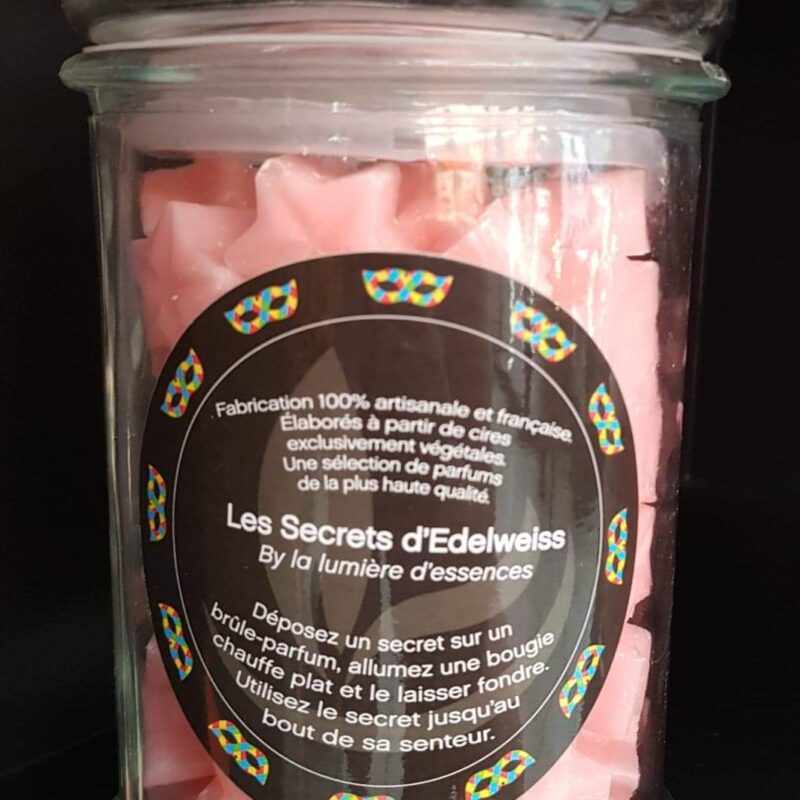 Fabrication 100% artisanale et française.
Élaborés à partir de cires
exclusivement végétales.
Une sélection de parfums
de la plus haute qualité.
Les Secrets d'Edelweiss
By la lumière d'essences
Déposez un secret sur un
brûle-parfum, allumez une bougie
chauffe plat et le laisser fondre.
Utilisez le secret jusqu'au
bout de sa senteur.